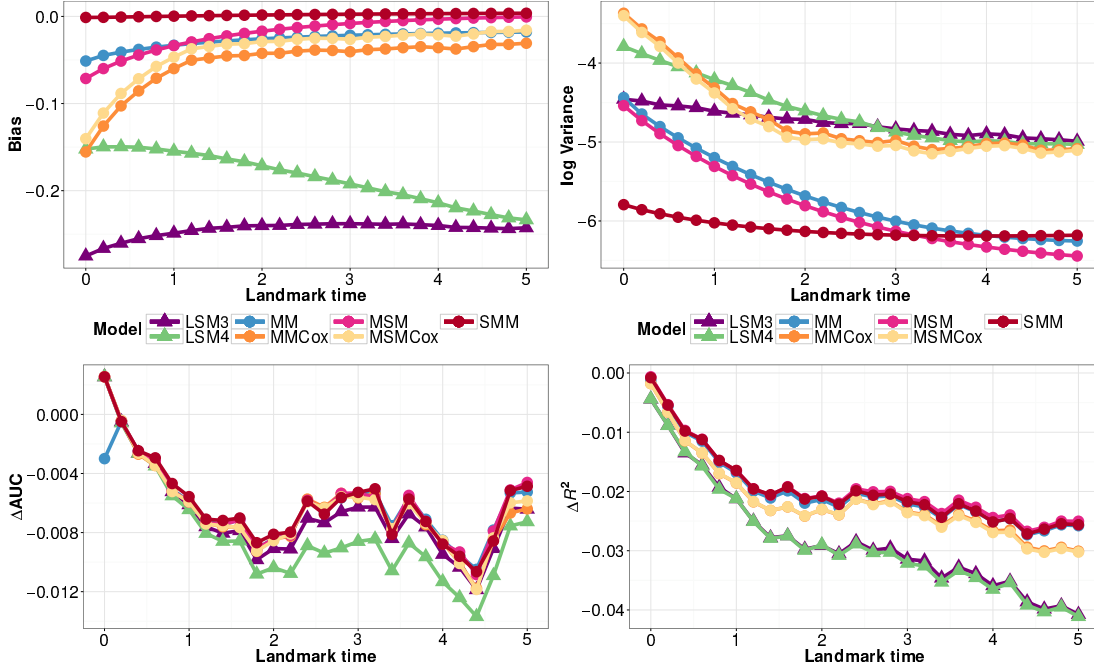 0.0
−0.1
−0.2
Bias
0 1 2 3 4 5
Landmark time
−4
−5
−6
log Variance
0 1 2 3 4 5
Landmark time
Model LSM3 MM MSM SMM
LSM4 MMCox MSMCox
Model LSM3 MM MSM SMM
LSM4 MMCox MSMCox
0.000
−0.004
−0.008
−0.012
ΔAUC
0 1 2 3 4 5
Landmark time
0.00
−0.01
−0.02
−0.03
−0.04
ΔR²
0 1 2 3 4 5
Landmark time